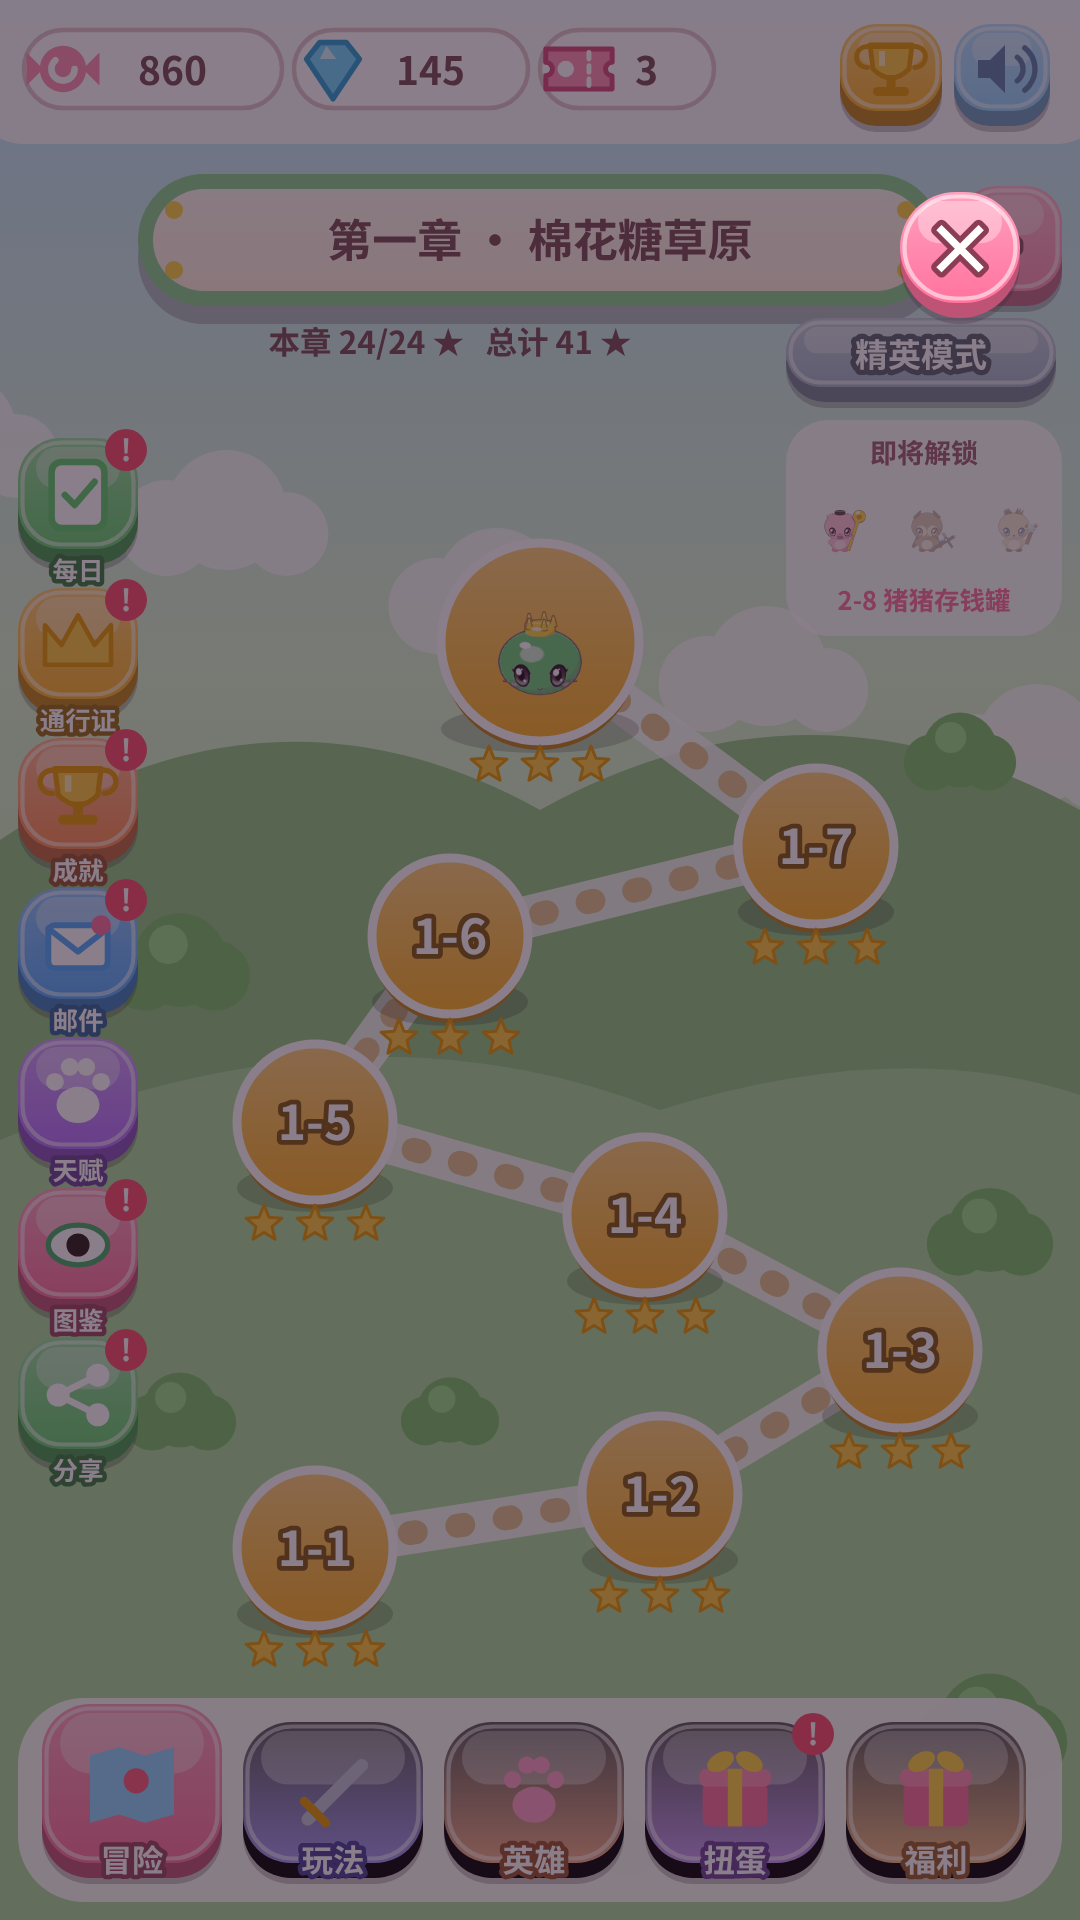 860
145
3
第一章 · 棉花糖草原
本章 24/24 ★ 总计 41 ★
精英模式
即将解锁
2-8 猪猪存钱罐
!
每日
!
通行证
!
成就
!
邮件
天赋
!
图鉴
!
分享
1-7
1-6
1-5
1-4
1-3
1-2
1-1
冒险
玩法
英雄
!
扭蛋
福利